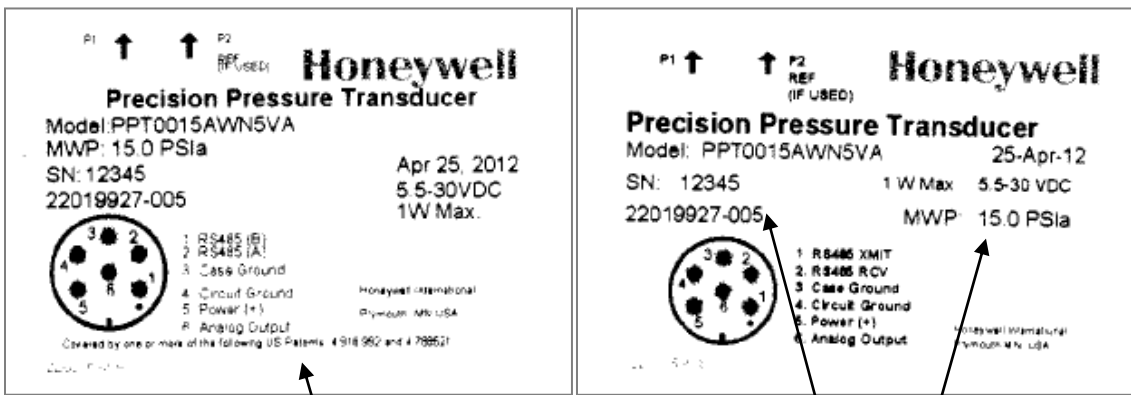 P1 P2
REF
(IF USED)
Honeywell
Precision Pressure Transducer
Model:PPT0015AWN5VA
MWP: 15.0 PSIa
SN: 12345
22019927-005
Apr 25, 2012
5.5-30VDC
1W Max.
3 2
4 1
5 6
1 RS485 (B)
2 RS485 (A)
3 Case Ground
4 Circuit Ground
5 Power (+)
6 Analog Output
Honeywell International
Plymouth MN USA
Covered by one or more of the following US Patents
P1 P2
REF
(IF USED)
Honeywell
Precision Pressure Transducer
Model: PPT0015AWN5VA 25-Apr-12
SN: 12345 1 W Max 5.5-30 VDC
22019927-005 MWP: 15.0 PSIa
3 2
4 1
5 6
1 RS485 XMIT
2. RS485 RCV
3 Case Ground
4. Circuit Ground
5. Power (+)
6. Analog Output
Honeywell International
Plymouth MN USA